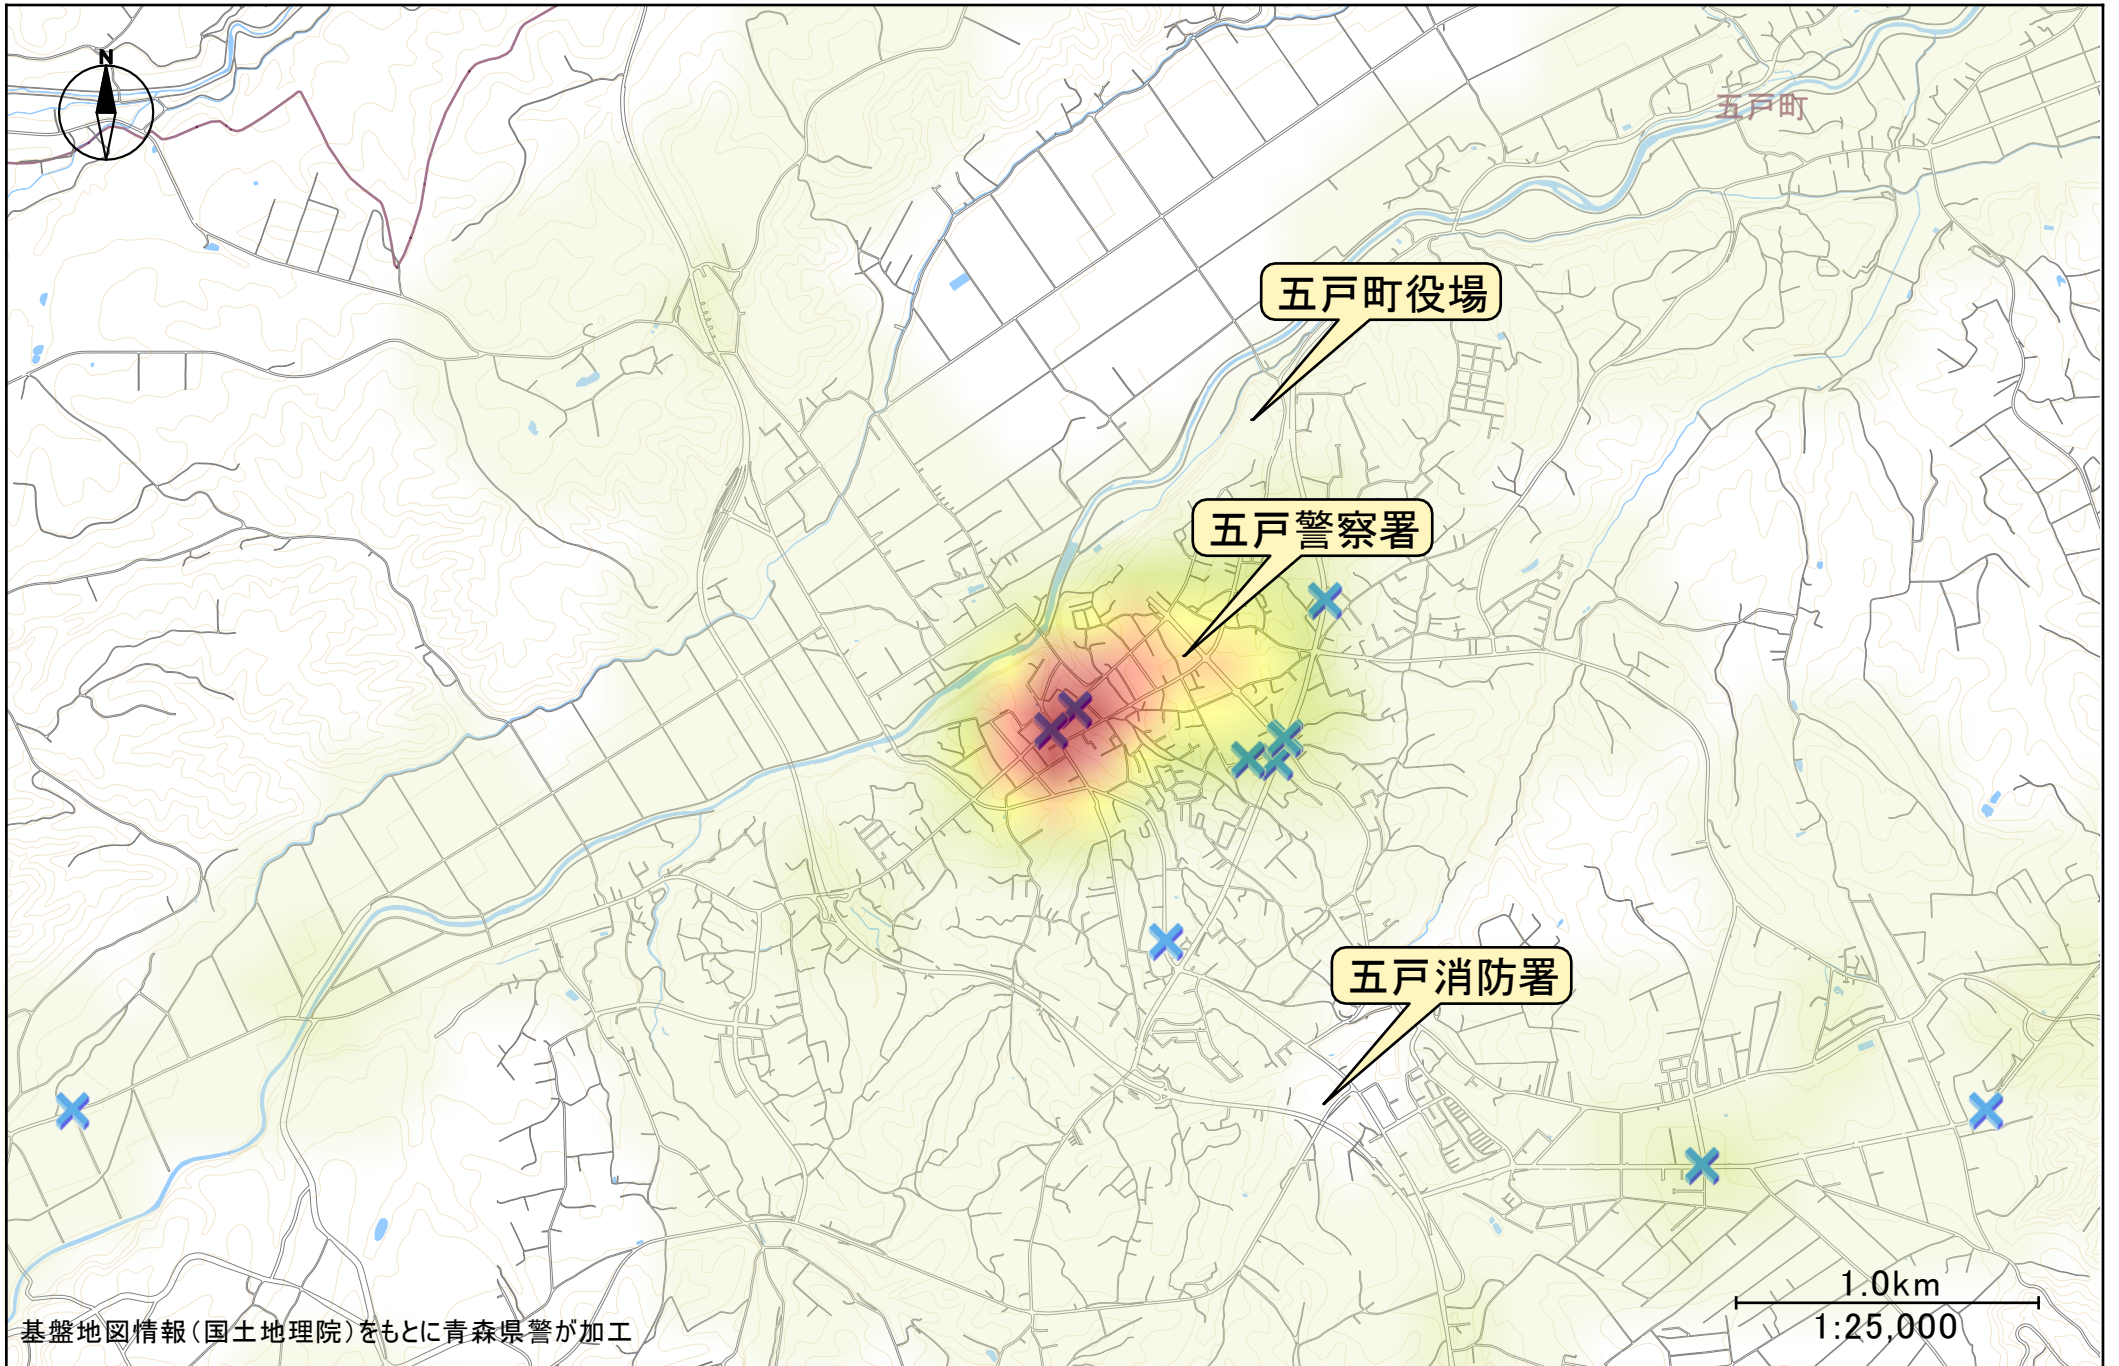 N
五戸町
五戸町役場
五戸警察署
五戸消防署
1.0km
1:25,000
基盤地図情報(国土地理院)をもとに青森県警が加工